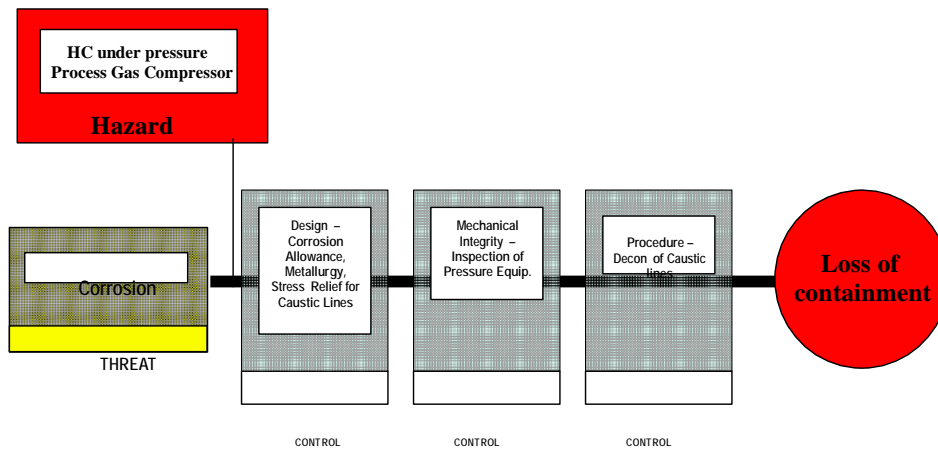 HC under pressure
Process Gas Compressor
Hazard
Corrosion
THREAT
Design –
Corrosion
Allowance,
Metallurgy,
Stress Relief for
Caustic Lines
Mechanical
Integrity –
Inspection of
Pressure Equip.
Procedure –
Decon of Caustic
lines
Loss of
containment
CONTROL
CONTROL
CONTROL